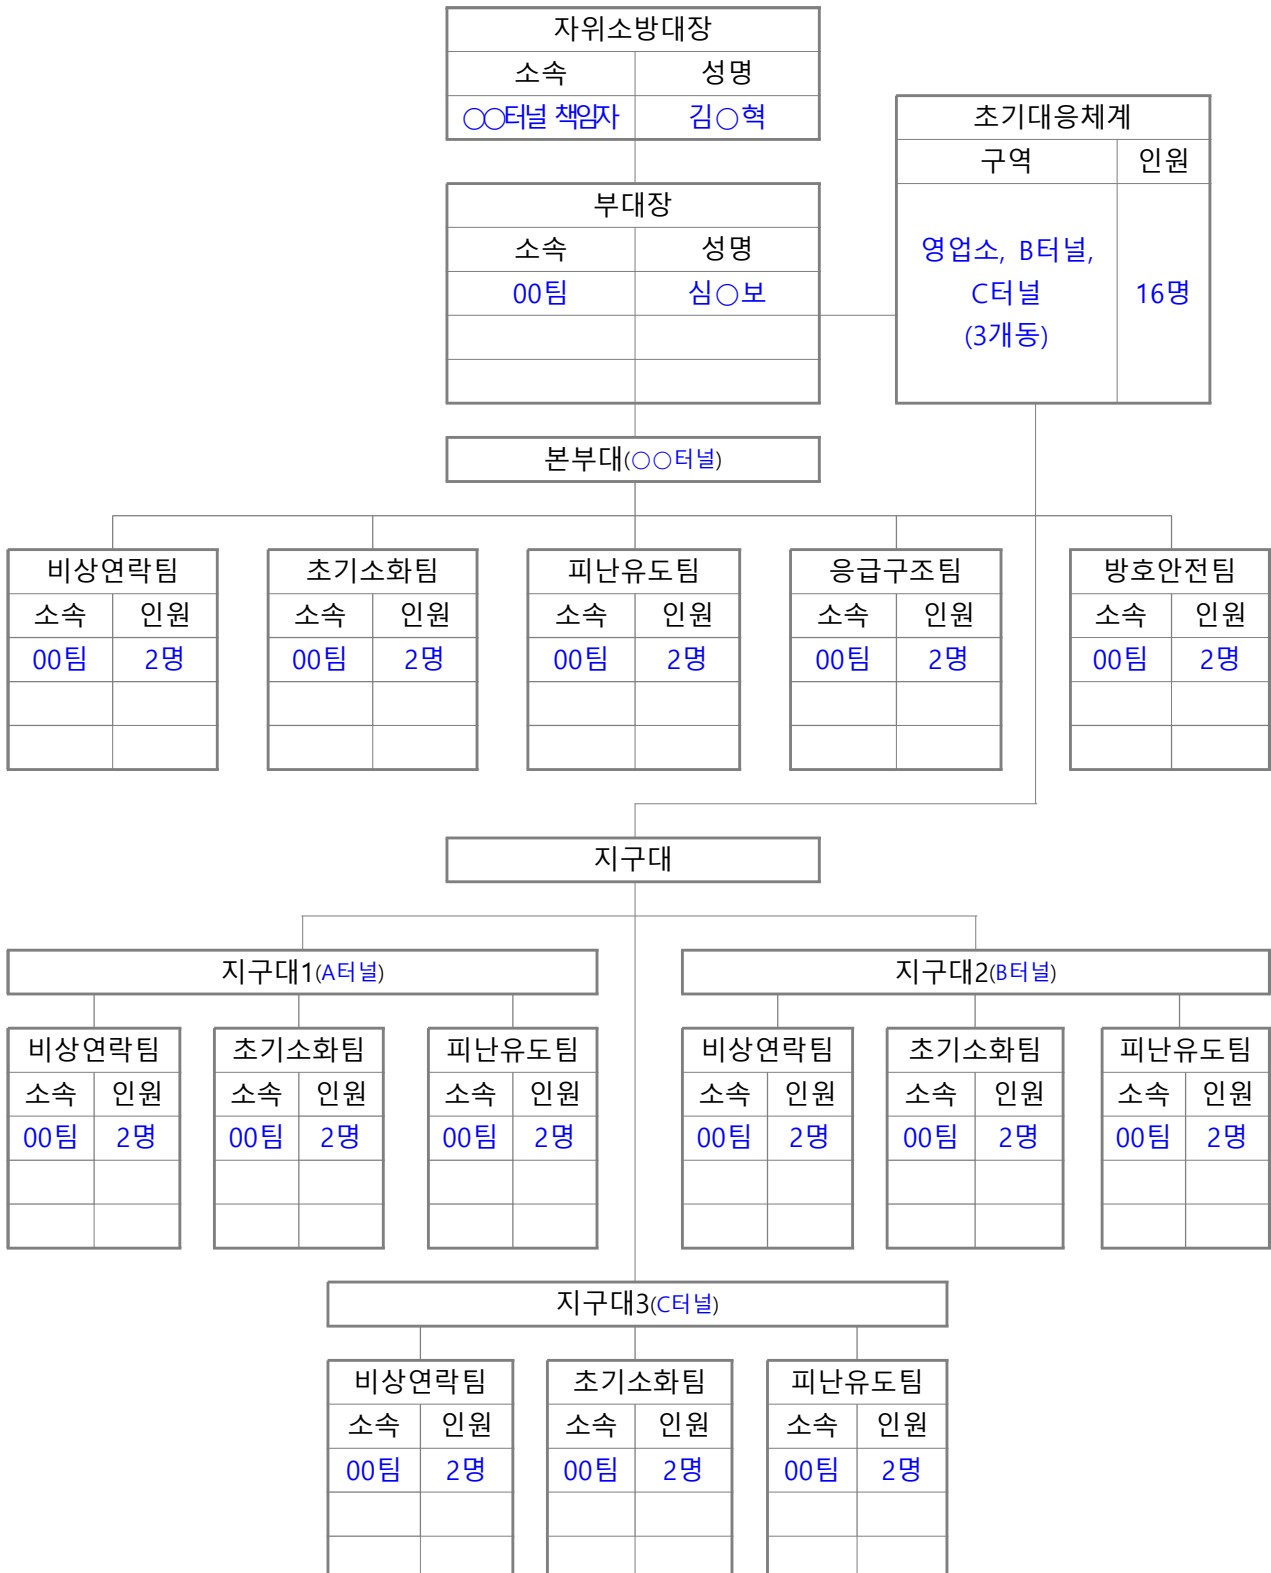 자위소방대장
소속 성명
○○터널 책임자 김○혁
초기대응체계
구역 인원
영업소, B터널,
C터널
(3개동)
16명
부대장
소속 성명
00팀 심○보
본부대(○○터널)
비상연락팀 초기소화팀 피난유도팀 응급구조팀 방호안전팀
소속 인원 소속 인원 소속 인원 소속 인원 소속 인원
00팀 2명 00팀 2명 00팀 2명 00팀 2명 00팀 2명
지구대
지구대1(A터널) 지구대2(B터널)
비상연락팀 초기소화팀 피난유도팀 비상연락팀 초기소화팀 피난유도팀
소속 인원 소속 인원 소속 인원 소속 인원 소속 인원 소속 인원
00팀 2명 00팀 2명 00팀 2명 00팀 2명 00팀 2명 00팀 2명
지구대3(C터널)
비상연락팀 초기소화팀 피난유도팀
소속 인원 소속 인원 소속 인원
00팀 2명 00팀 2명 00팀 2명